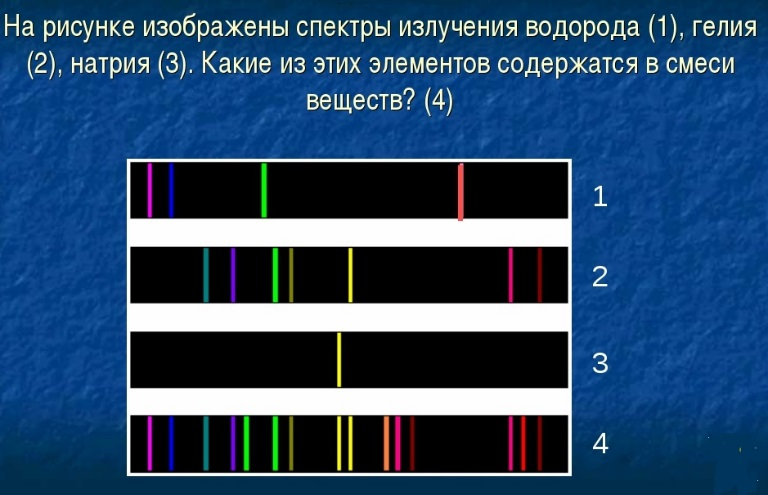 На рисунке изображены спектры излучения водорода (1), гелия
(2), натрия (3). Какие из этих элементов содержатся в смеси
веществ? (4)
1
2
3
4